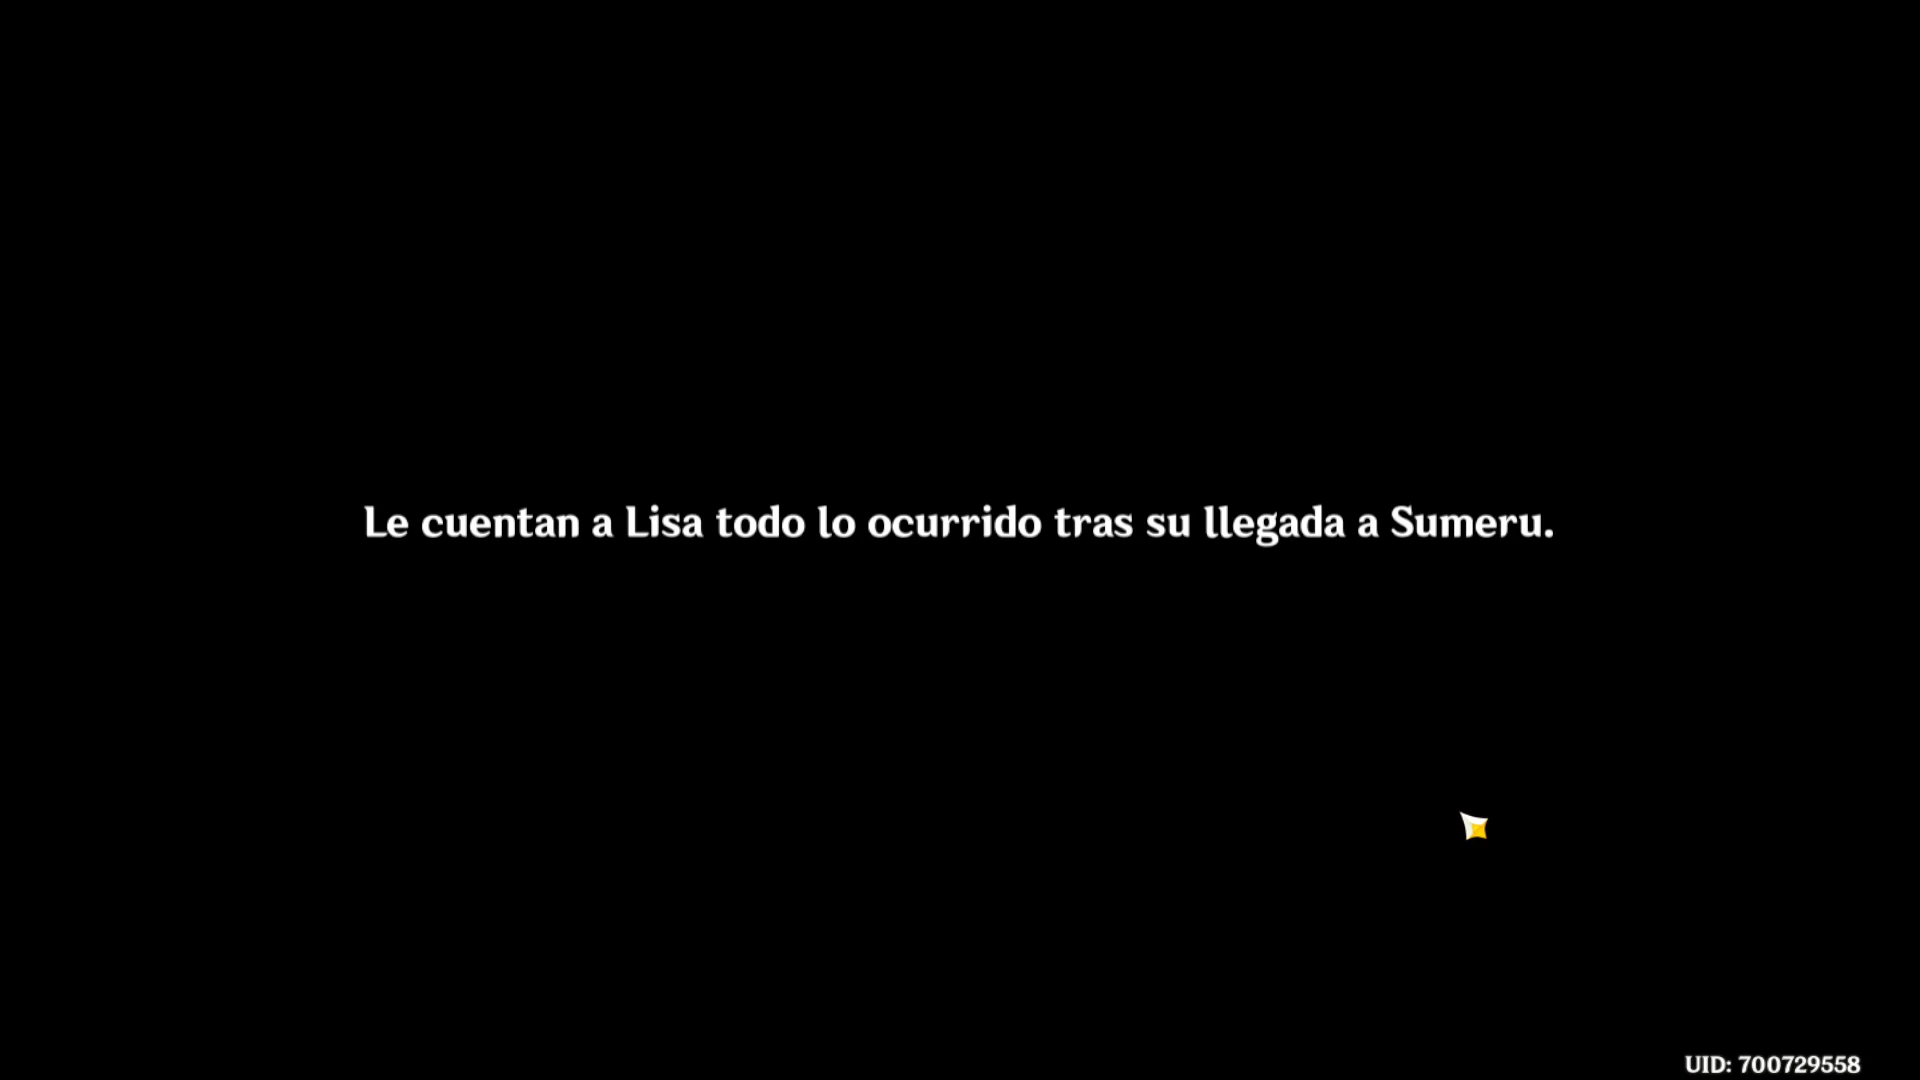 Le cuentan a Lisa todo lo ocurrido tras su llegada a Sumeru.
UID: 700729558